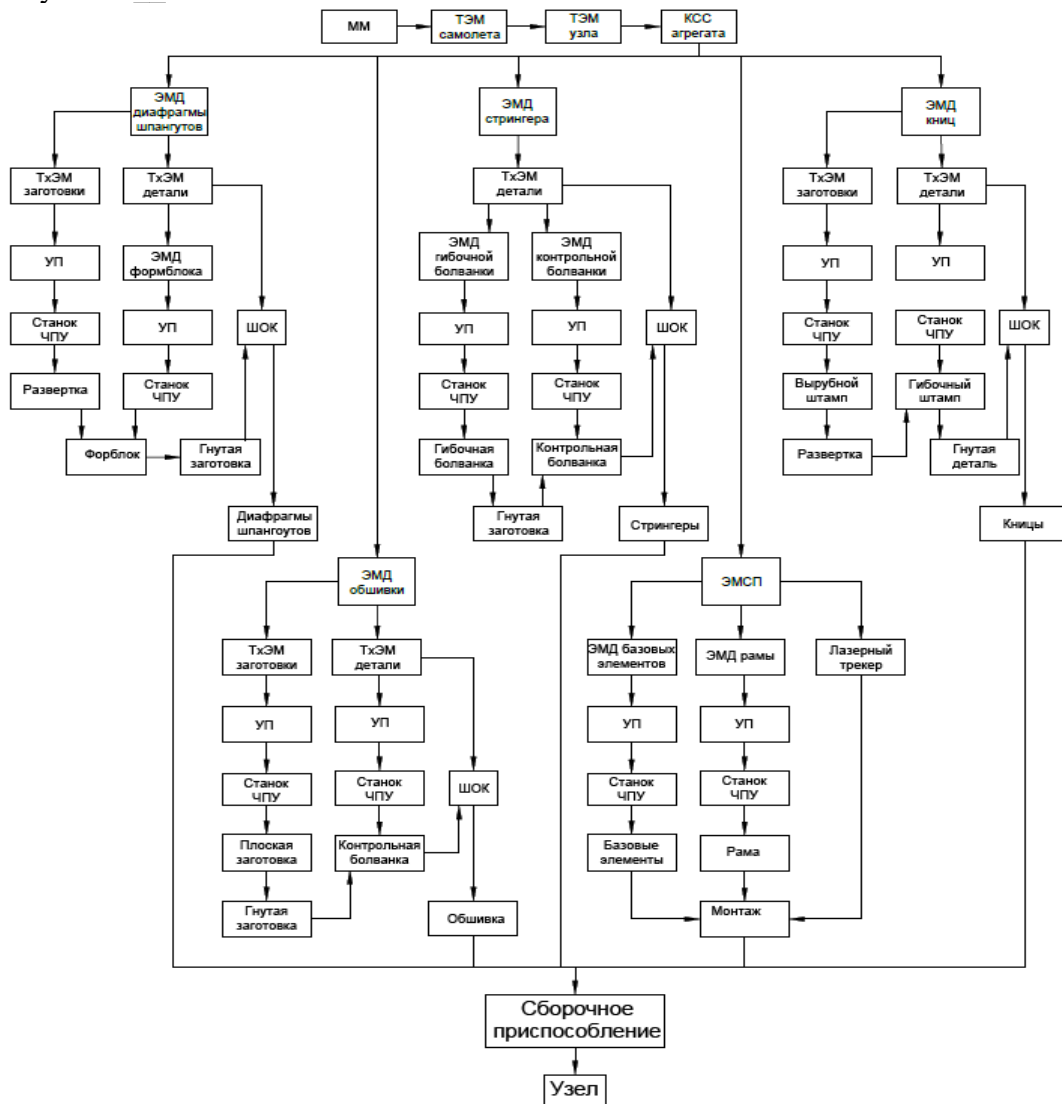 ММ
ТЭМ
самолета
ТЭМ
узла
КСС
агрегата
ЭМД
диафрагмы
шпангутов
ЭМД
стрингера
ЭМД
книц
ТхЭМ
заготовки
ТхЭМ
детали
ТхЭМ
детали
ТхЭМ
заготовки
ТхЭМ
детали
УП
ЭМД
формблока
ЭМД
гибочной
болванки
ЭМД
контрольной
болванки
УП
УП
Станок
ЧПУ
УП
ШОК
УП
УП
ШОК
Станок
ЧПУ
Станок
ЧПУ
ШОК
Развертка
Станок
ЧПУ
Станок
ЧПУ
Станок
ЧПУ
Вырубной
штамп
Гибочный
штамп
Форблок
Гнутая
заготовка
Гибочная
болванка
Контрольная
болванка
Развертка
Гнутая
деталь
Диафрагмы
шпангоутов
Гнутая
заготовка
Стрингеры
Кницы
ЭМД
обшивки
ЭМСП
ТхЭМ
заготовки
ТхЭМ
детали
ЭМД базовых
элементов
ЭМД рамы
Лазерный
трекер
УП
УП
УП
УП
Станок
ЧПУ
Станок
ЧПУ
ШОК
Станок
ЧПУ
Станок
ЧПУ
Плоская
заготовка
Контрольная
болванка
Базовые
элементы
Рама
Гнутая
заготовка
Обшивка
Монтаж
Сборочное
приспособление
Узел